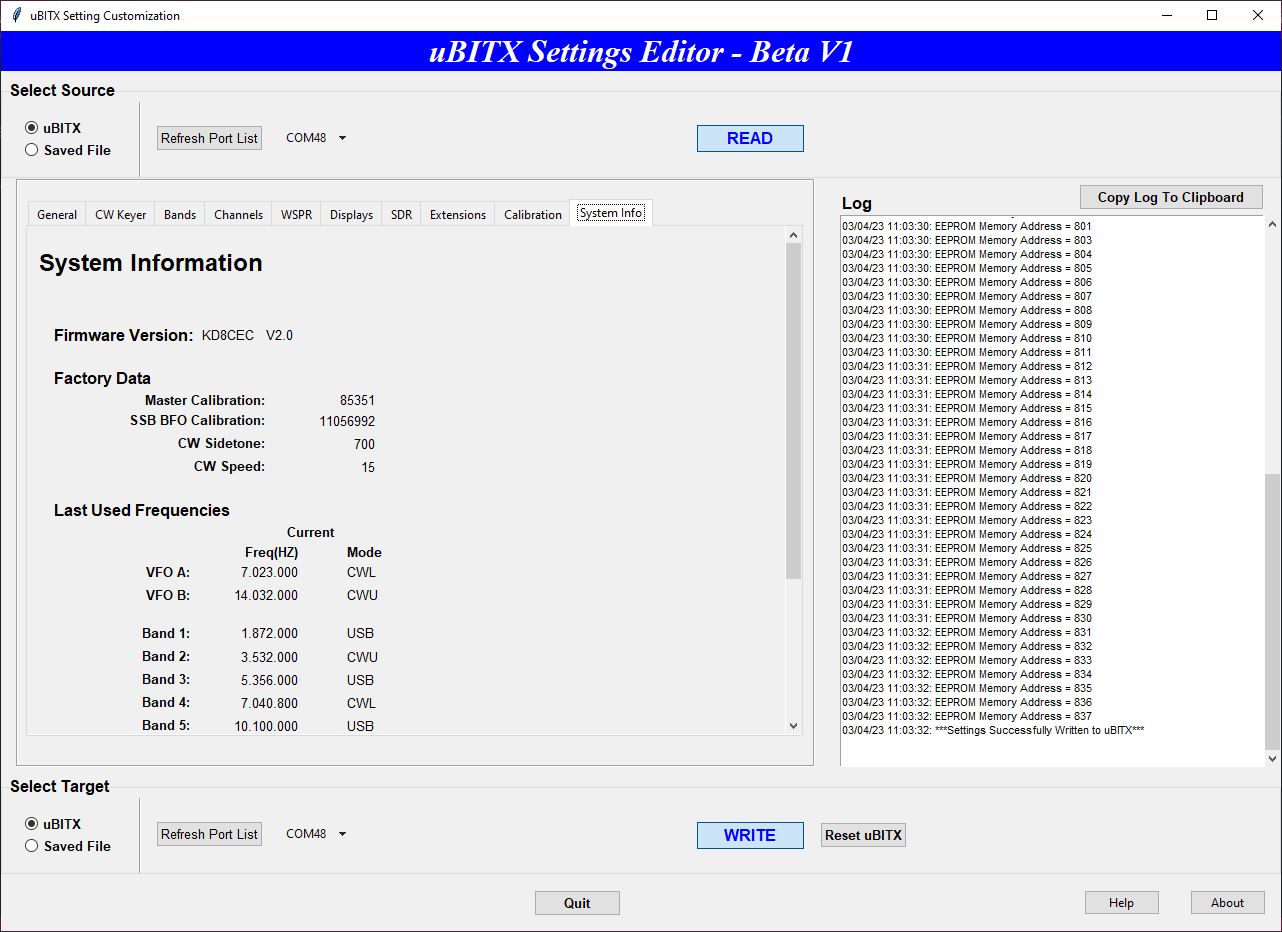 uBITX Setting Customization
uBITX Settings Editor - Beta V1
Select Source
uBITX
Saved File
Refresh Port List
COM48
READ
General
CW Keyer
Bands
Channels
WSPR
Displays
SDR
Extensions
Calibration
System Info
System Information
Firmware Version: KD8CEC V2.0
Factory Data
Master Calibration: 85351
SSB BFO Calibration: 11056992
CW Sidetone: 700
CW Speed: 15
Last Used Frequencies
Current
Freq(HZ) Mode
VFO A: 7.023.000 CWL
VFO B: 14.032.000 CWU
Band 1: 1.872.000 USB
Band 2: 3.532.000 CWU
Band 3: 5.356.000 USB
Band 4: 7.040.800 CWL
Band 5: 10.100.000 USB
Log
Copy Log To Clipboard
03/04/23 11:03:30: EEPROM Memory Address = 801
03/04/23 11:03:30: EEPROM Memory Address = 803
03/04/23 11:03:30: EEPROM Memory Address = 804
03/04/23 11:03:30: EEPROM Memory Address = 805
03/04/23 11:03:30: EEPROM Memory Address = 806
03/04/23 11:03:30: EEPROM Memory Address = 807
03/04/23 11:03:30: EEPROM Memory Address = 808
03/04/23 11:03:30: EEPROM Memory Address = 809
03/04/23 11:03:30: EEPROM Memory Address = 810
03/04/23 11:03:30: EEPROM Memory Address = 811
03/04/23 11:03:31: EEPROM Memory Address = 812
03/04/23 11:03:31: EEPROM Memory Address = 813
03/04/23 11:03:31: EEPROM Memory Address = 814
03/04/23 11:03:31: EEPROM Memory Address = 815
03/04/23 11:03:31: EEPROM Memory Address = 816
03/04/23 11:03:31: EEPROM Memory Address = 817
03/04/23 11:03:31: EEPROM Memory Address = 818
03/04/23 11:03:31: EEPROM Memory Address = 819
03/04/23 11:03:31: EEPROM Memory Address = 820
03/04/23 11:03:31: EEPROM Memory Address = 821
03/04/23 11:03:31: EEPROM Memory Address = 822
03/04/23 11:03:31: EEPROM Memory Address = 823
03/04/23 11:03:31: EEPROM Memory Address = 824
03/04/23 11:03:31: EEPROM Memory Address = 825
03/04/23 11:03:31: EEPROM Memory Address = 826
03/04/23 11:03:31: EEPROM Memory Address = 827
03/04/23 11:03:31: EEPROM Memory Address = 828
03/04/23 11:03:31: EEPROM Memory Address = 829
03/04/23 11:03:31: EEPROM Memory Address = 830
03/04/23 11:03:32: EEPROM Memory Address = 831
03/04/23 11:03:32: EEPROM Memory Address = 832
03/04/23 11:03:32: EEPROM Memory Address = 833
03/04/23 11:03:32: EEPROM Memory Address = 834
03/04/23 11:03:32: EEPROM Memory Address = 835
03/04/23 11:03:32: EEPROM Memory Address = 836
03/04/23 11:03:32: EEPROM Memory Address = 837
03/04/23 11:03:32: ***Settings Successfully Written to uBITX***
Select Target
uBITX
Saved File
Refresh Port List
COM48
WRITE
Reset uBITX
Quit
Help
About